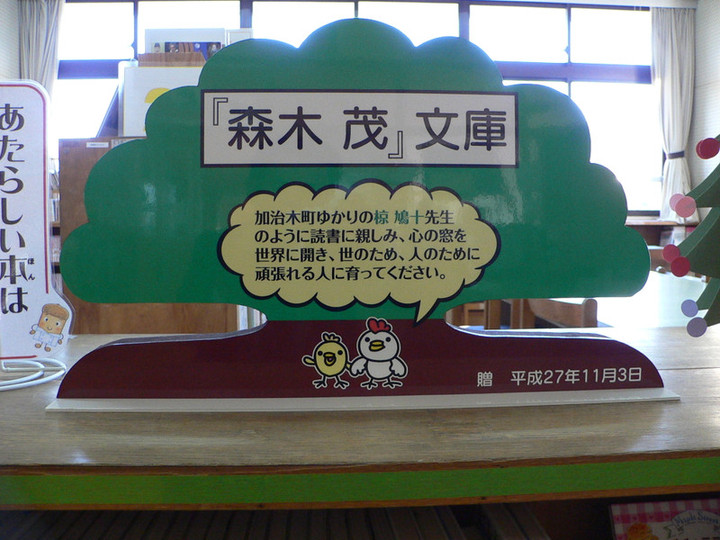 『森木 茂』文庫
加治木町ゆかりの椋 鳩十先生
のように読書に親しみ、心の窓を
世界に開き、世のため、人のために
頑張れる人に育ってください。
贈 平成27年11月3日
あたらしい本は
ほん